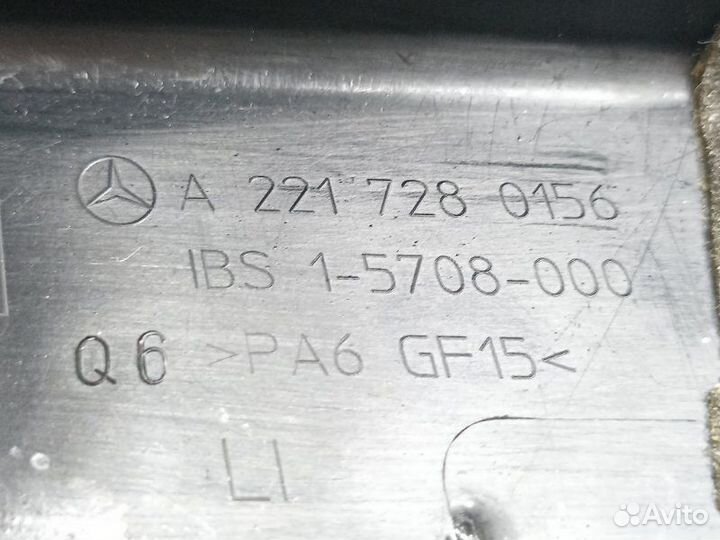 A 221 728 0156
IBS 1-5708-000
Q6 >PA6 GF15<
LI
Avito